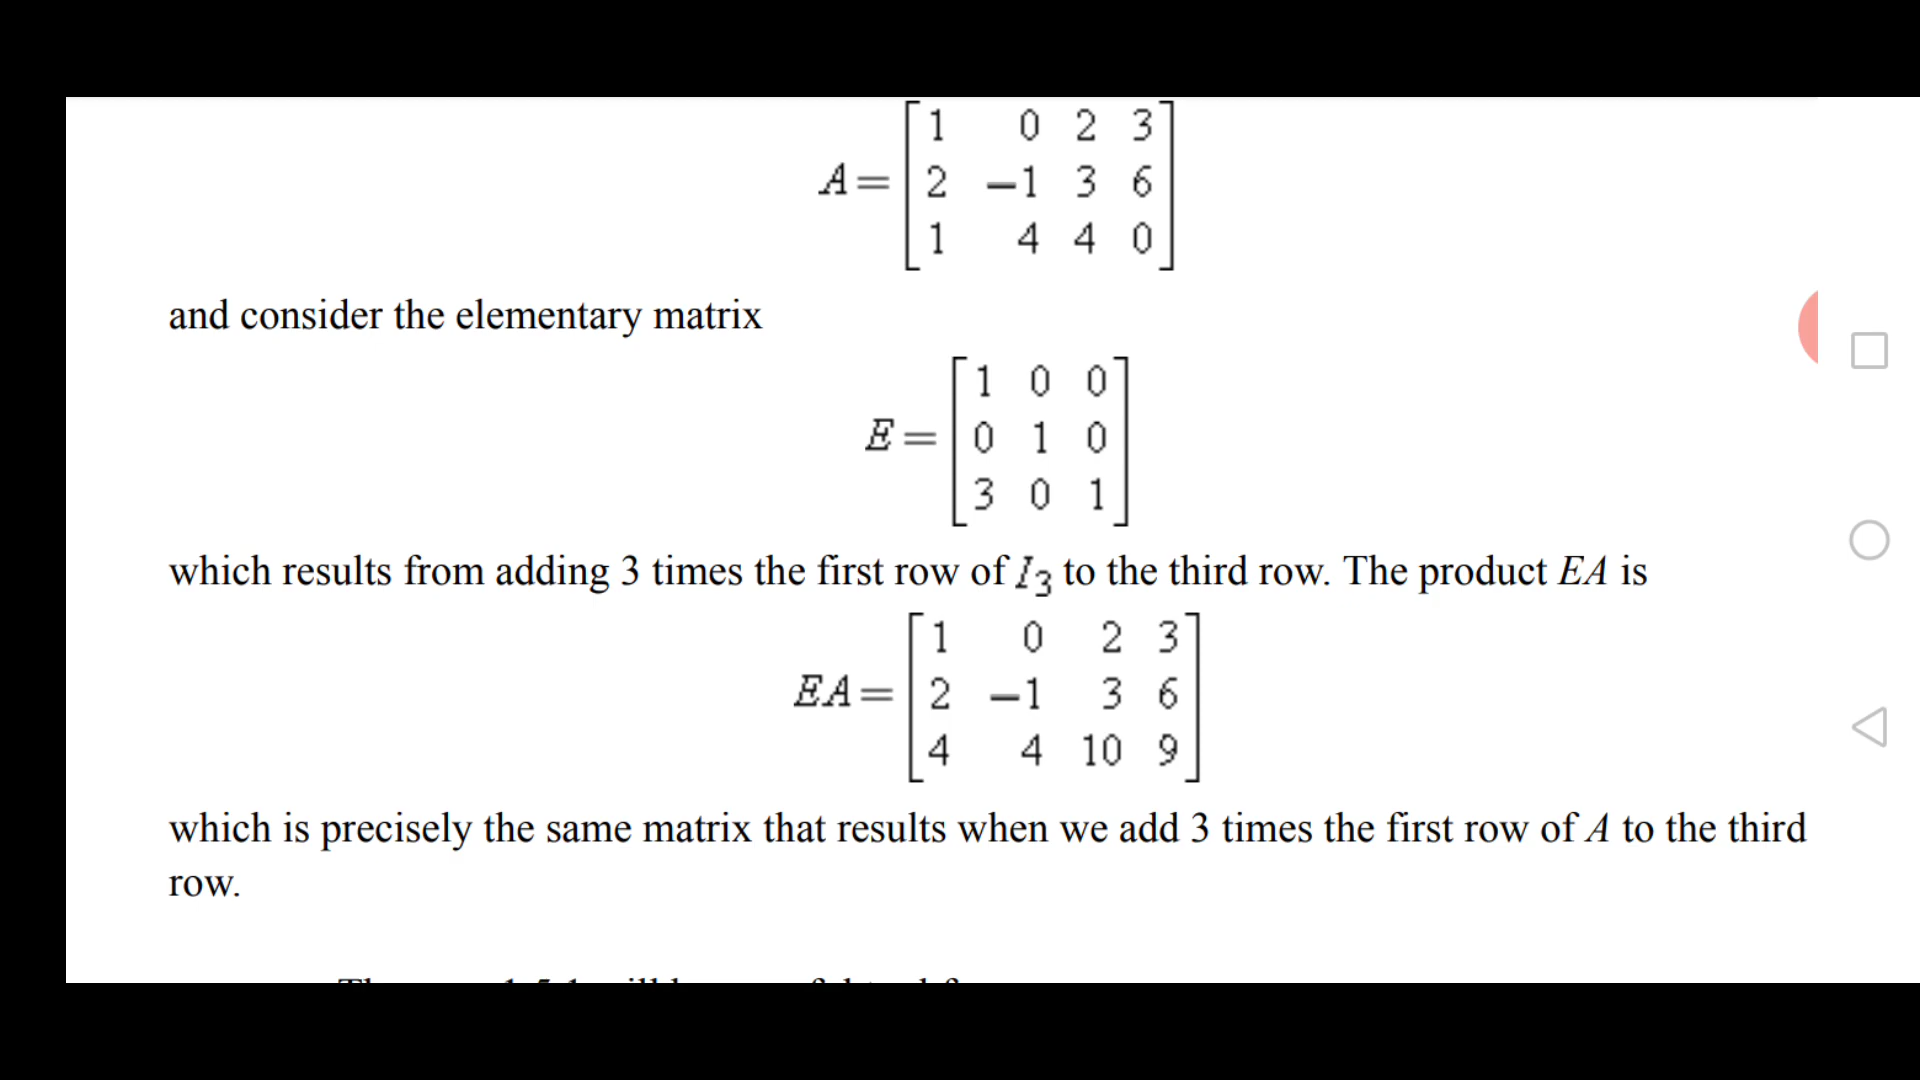 A = [ 1 0 2 3
2 −1 3 6
1 4 4 0 ]
and consider the elementary matrix
E = [ 1 0 0
0 1 0
3 0 1 ]
which results from adding 3 times the first row of I₃ to the third row. The product EA is
EA = [ 1 0 2 3
2 −1 3 6
4 4 10 9 ]
which is precisely the same matrix that results when we add 3 times the first row of A to the third
row.